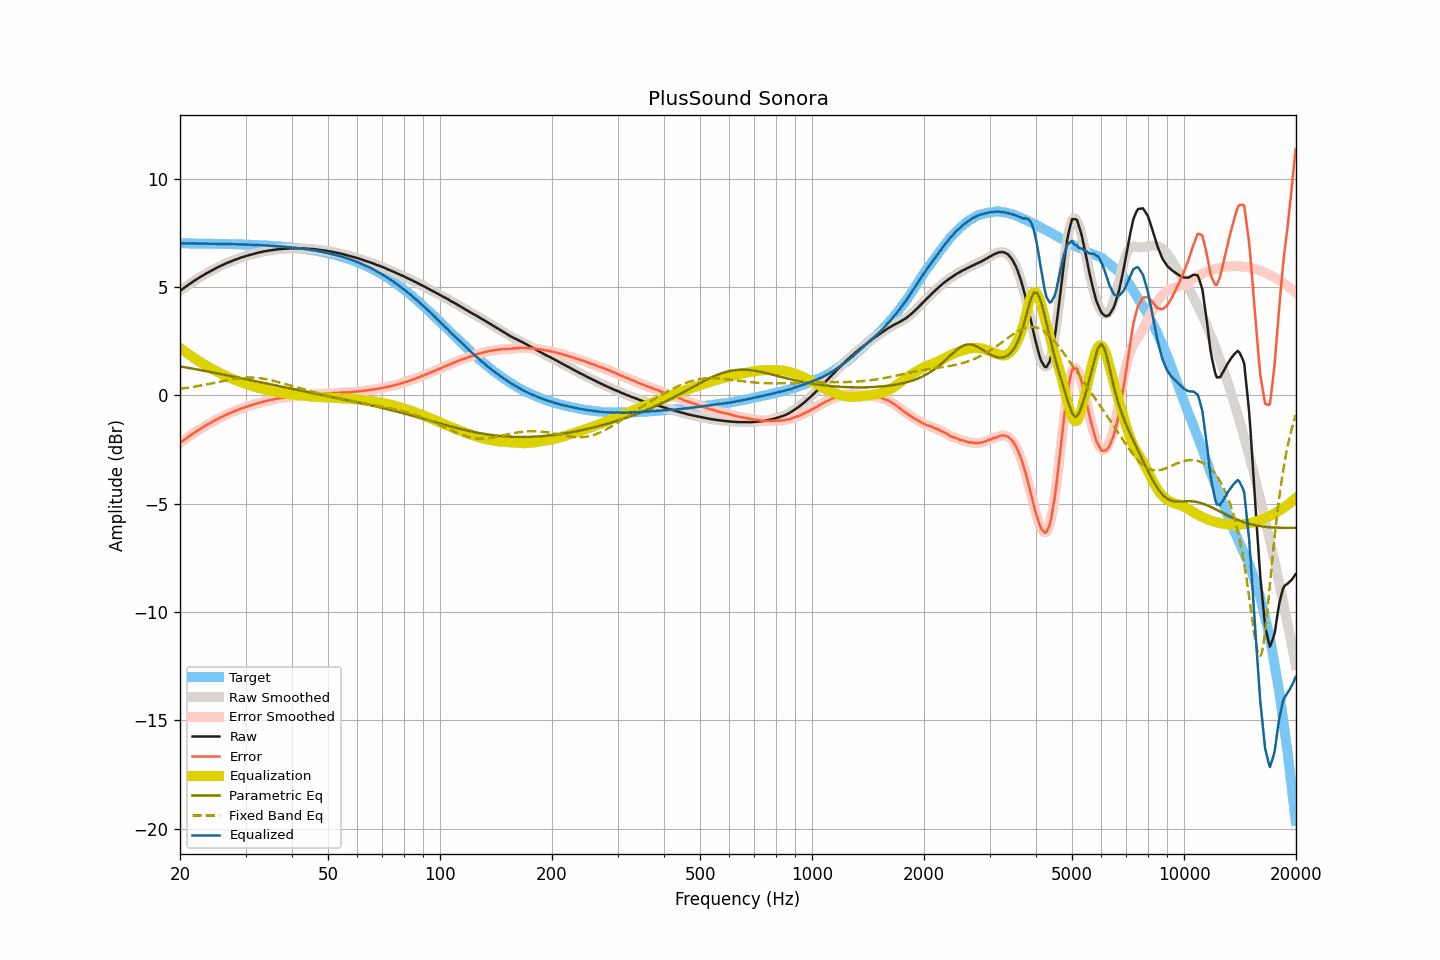 PlusSound Sonora
Amplitude (dBr)
10
5
0
−5
−10
−15
−20
Target
Raw Smoothed
Error Smoothed
Raw
Error
Equalization
Parametric Eq
Fixed Band Eq
Equalized
20 50 100 200 500 1000 2000 5000 10000 20000
Frequency (Hz)